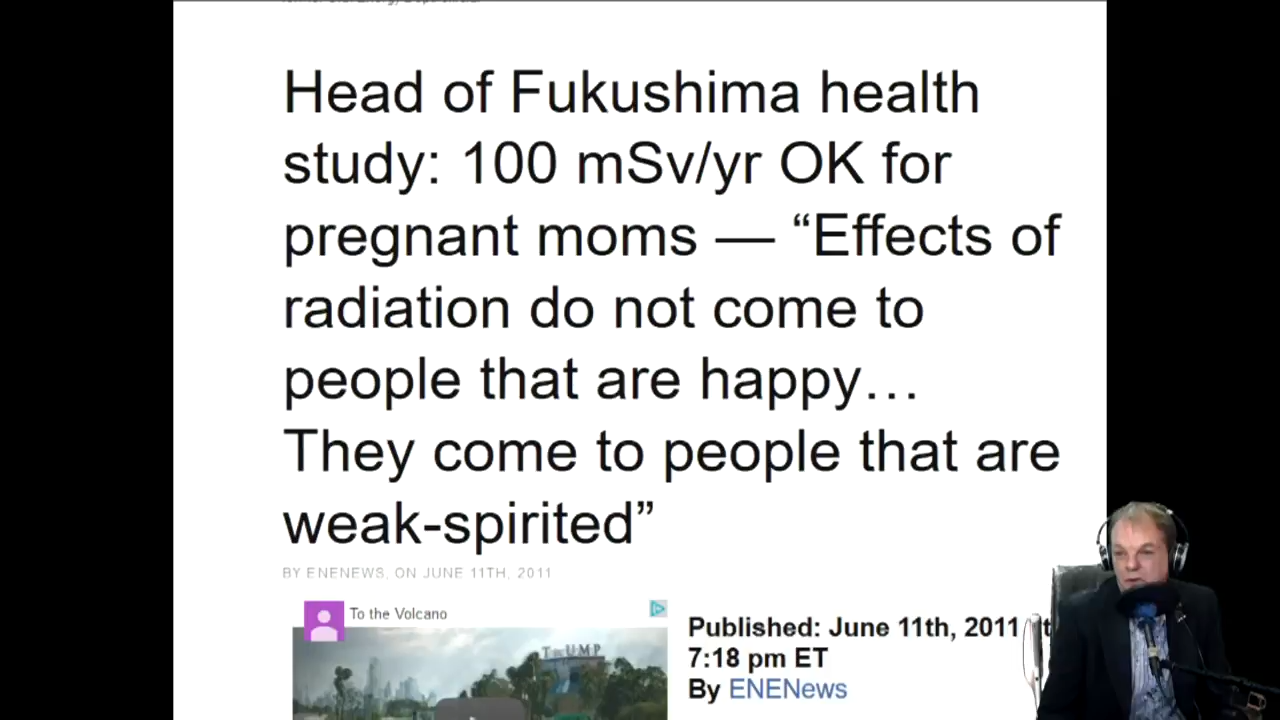 Head of Fukushima health
study: 100 mSv/yr OK for
pregnant moms — “Effects of
radiation do not come to
people that are happy…
They come to people that are
weak-spirited”
BY ENENEWS, ON JUNE 11TH, 2011
To the Volcano
TRUMP
Published: June 11th, 2011
7:18 pm ET
By ENENews